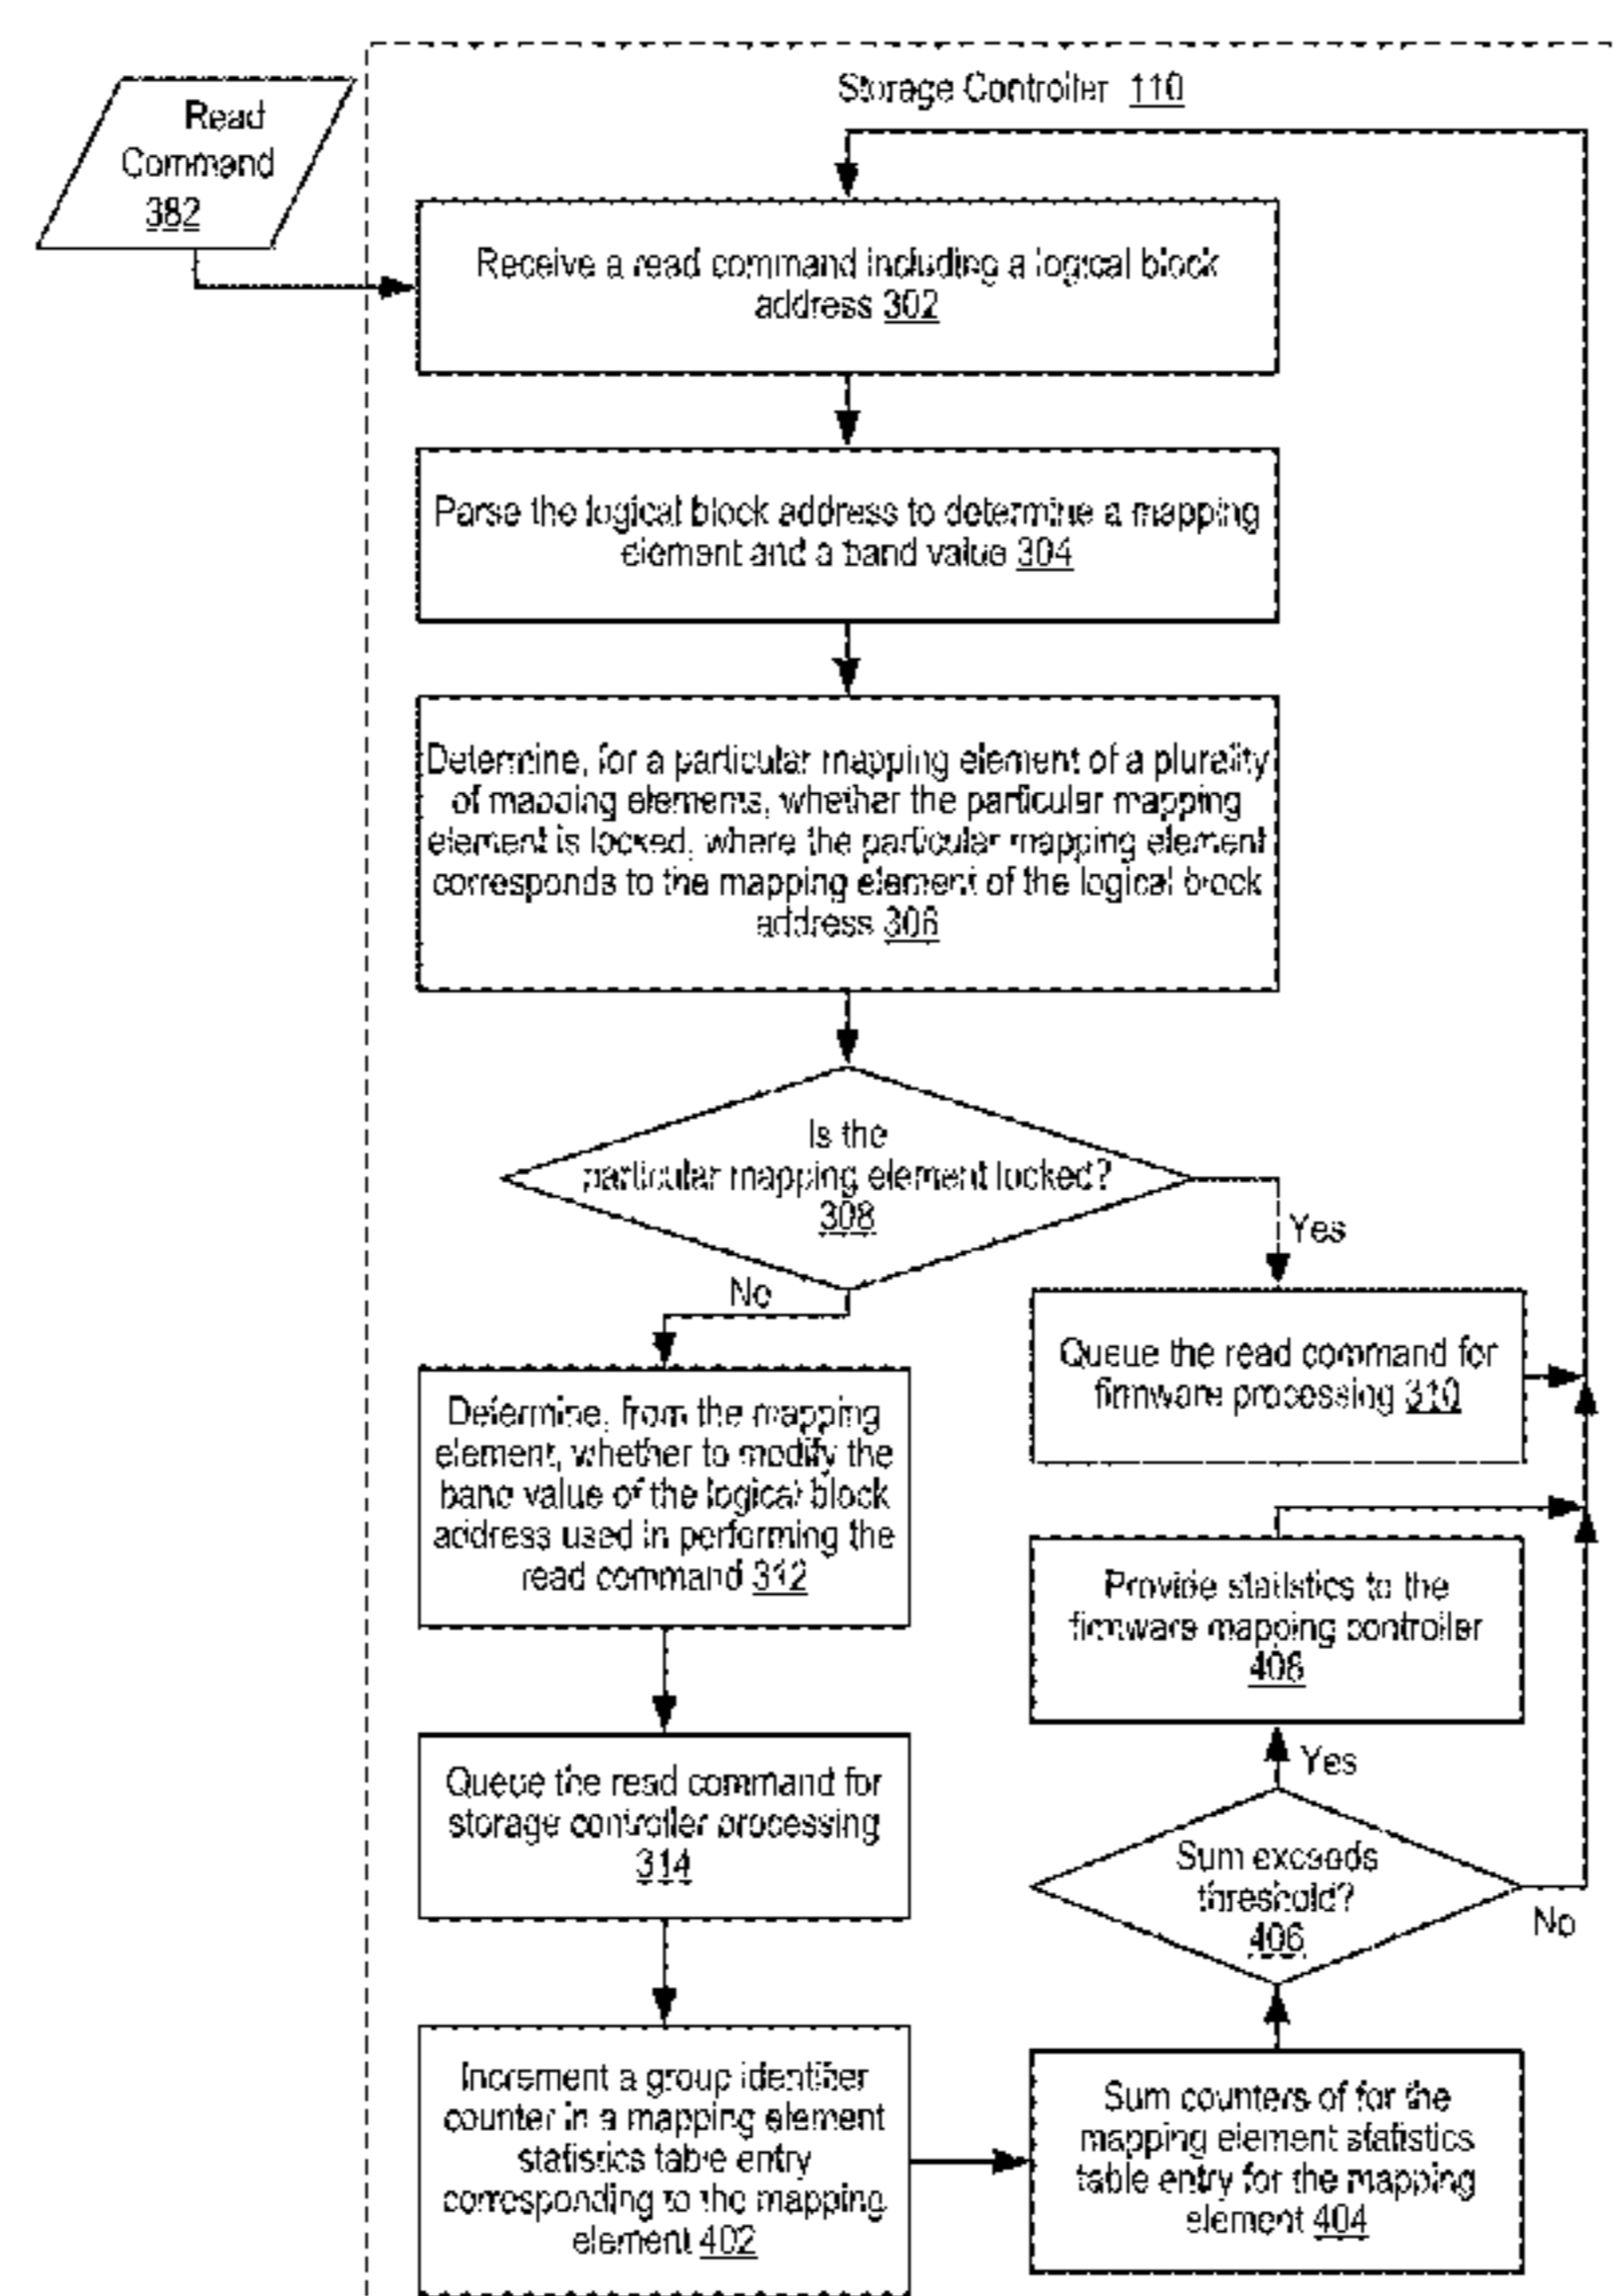 Storage Controller 110
Read
Command
382
Receive a read command including a logical block
address 302
Parse the logical block address to determine a mapping
element and a band value 304
Determine, for a particular mapping element of a plurality
of mapping elements, whether the particular mapping
element is locked, where the particular mapping element
corresponds to the mapping element of the logical block
address 306
Is the
particular mapping element locked?
308
Yes
No
Queue the read command for
firmware processing 310
Determine, from the mapping
element, whether to modify the
band value of the logical block
address used in performing the
read command 312
Provide statistics to the
firmware mapping controller
408
Yes
Queue the read command for
storage controller processing
314
Sum exceeds
threshold?
406
No
Increment a group identifier
counter in a mapping element
statistics table entry
corresponding to the mapping
element 402
Sum counters of for the
mapping element statistics
table entry for the mapping
element 404